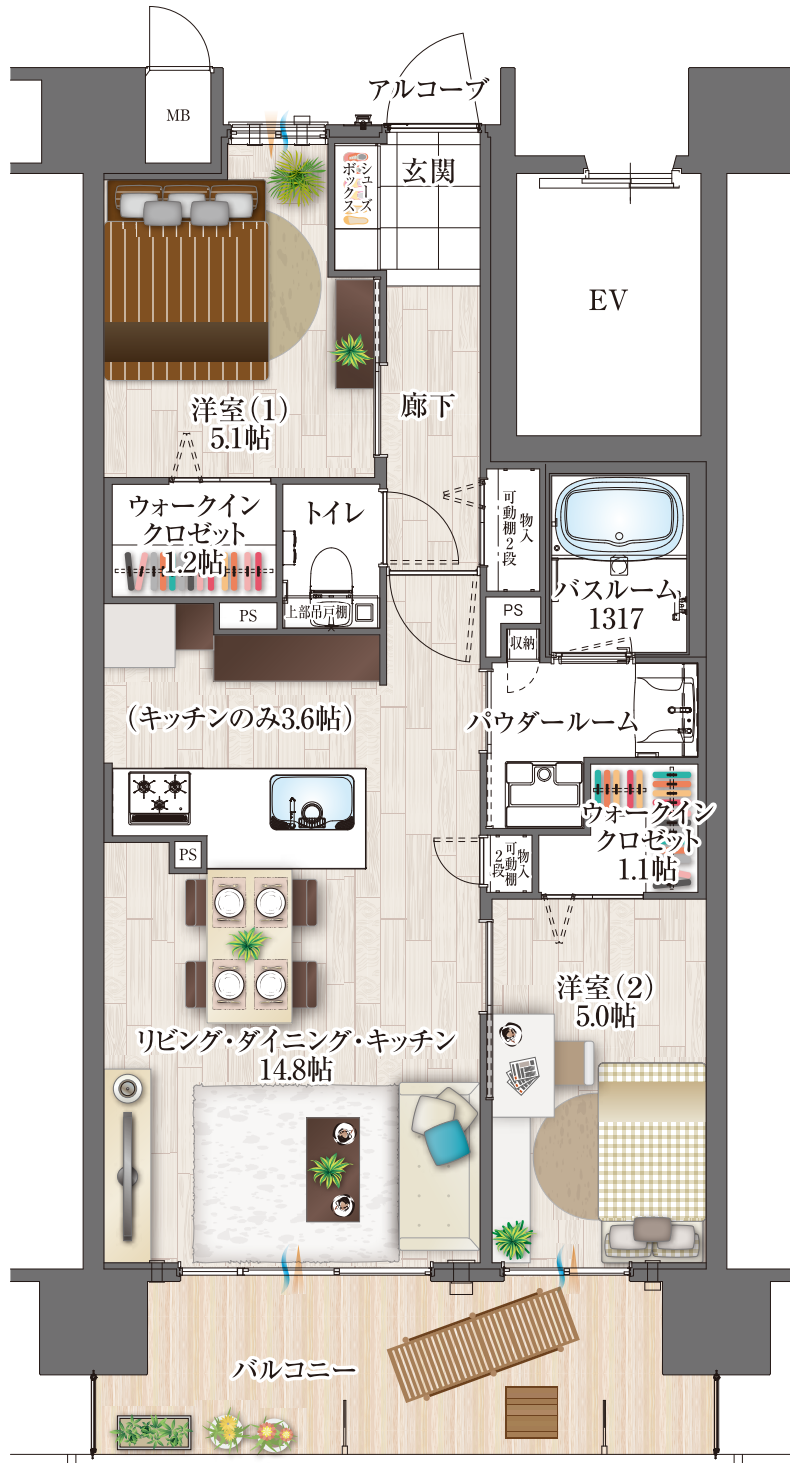 アルコーブ
MB
シューズ
ボックス
玄関
EV
洋室(1)
5.1帖
廊下
ウォークイン
クロゼット
1.2帖
トイレ
物入
可動棚2段
バスルーム
1317
PS
上部吊戸棚
PS
収納
(キッチンのみ3.6帖)
パウダールーム
ウォークイン
クロゼット
1.1帖
PS
物入
可動棚
2段
洋室(2)
5.0帖
リビング・ダイニング・キッチン
14.8帖
バルコニー